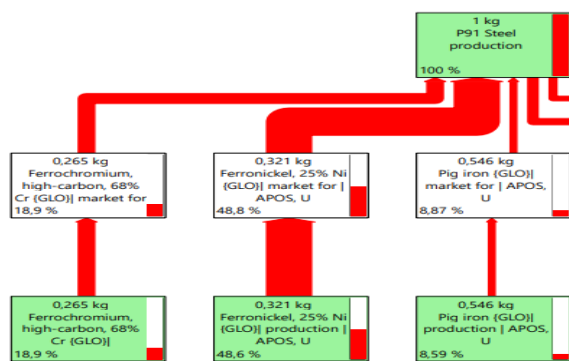 1 kg
P91 Steel
production
100 %
0,265 kg
Ferrochromium,
high-carbon, 68%
Cr {GLO}| market for
18,9 %
0,321 kg
Ferronickel, 25% Ni
{GLO}| market for |
APOS, U
48,8 %
0,546 kg
Pig iron {GLO}|
market for | APOS,
U
8,87 %
0,265 kg
Ferrochromium,
high-carbon, 68%
Cr {GLO}|
18,9 %
0,321 kg
Ferronickel, 25% Ni
{GLO}| production |
APOS, U
48,6 %
0,546 kg
Pig iron {GLO}|
production | APOS,
U
8,59 %